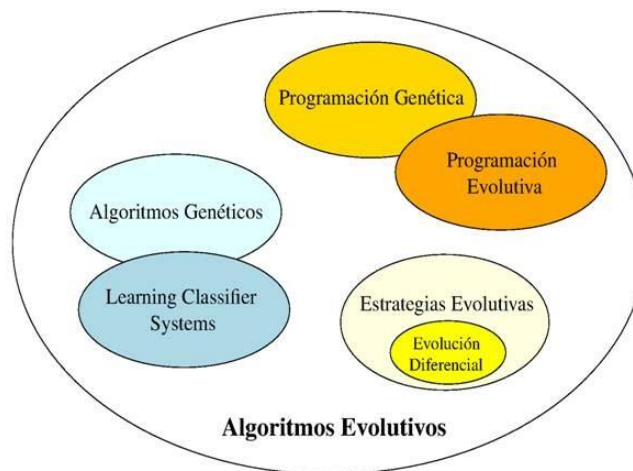 Programación Genética
Programación
Evolutiva
Algoritmos Genéticos
Learning Classifier
Systems
Estrategias Evolutivas
Evolución
Diferencial
Algoritmos Evolutivos